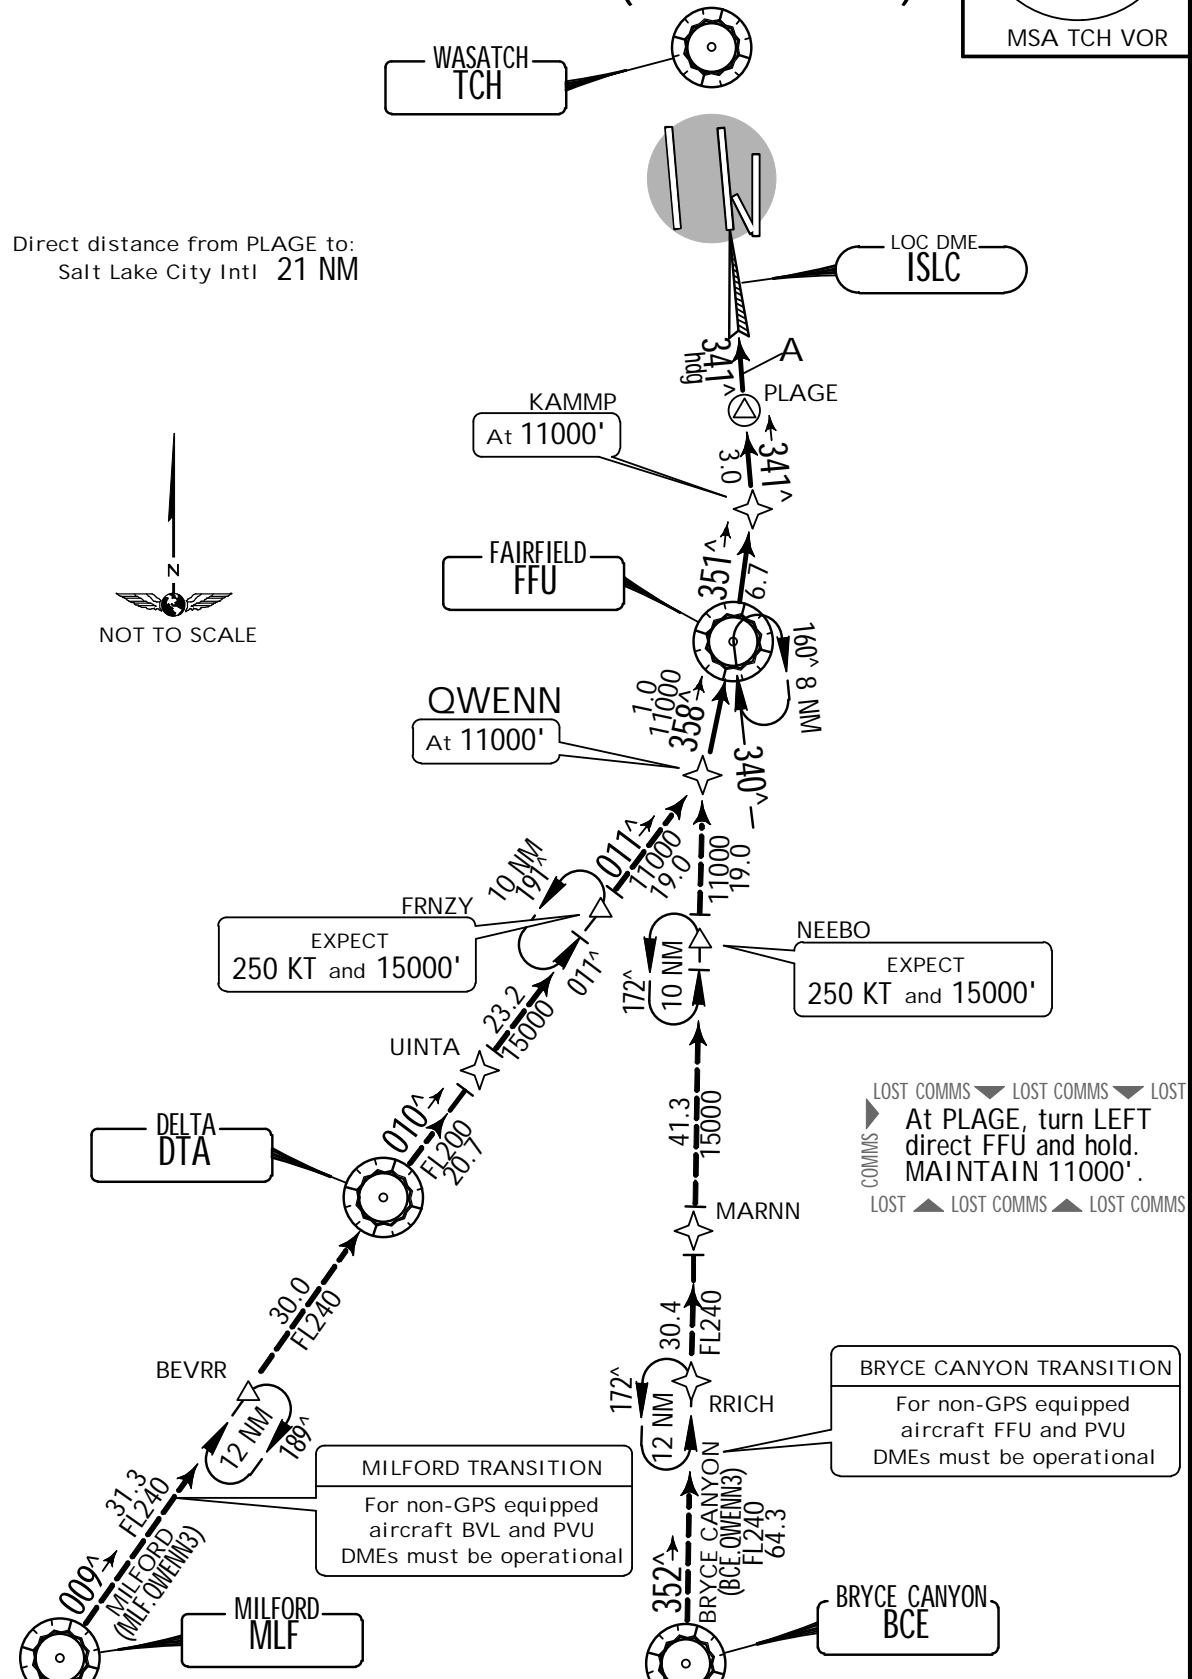 MSA TCH VOR
WASATCH
TCH
Direct distance from PLAGE to:
Salt Lake City Intl 21 NM
LOC DME
ISLC
341^
hdg
A
PLAGE
KAMMP
At 11000'
3.0
341^
N
NOT TO SCALE
FAIRFIELD
FFU
351^
6.7
160^ 8 NM
QWENN
At 11000'
1.0
11000
358^
340^
011^
11000
19.0
11000
19.0
10 NM
191^
FRNZY
EXPECT
250 KT and 15000'
011^
NEEBO
EXPECT
250 KT and 15000'
172^
10 NM
23.2
15000
UINTA
41.3
15000
LOST COMMS LOST COMMS LOST
COMMS
At PLAGE, turn LEFT
direct FFU and hold.
MAINTAIN 11000'.
LOST LOST COMMS LOST COMMS
DELTA
DTA
010^
FL200
20.7
MARNN
30.0
FL240
30.4
FL240
BEVRR
12 NM
189^
172^
12 NM
RRICH
BRYCE CANYON TRANSITION
For non-GPS equipped
aircraft FFU and PVU
DMEs must be operational
MILFORD TRANSITION
For non-GPS equipped
aircraft BVL and PVU
DMEs must be operational
31.3
FL240
009^
MILFORD
(MLF.QWENN3)
352^
BRYCE CANYON
(BCE.QWENN3)
FL240
64.3
MILFORD
MLF
BRYCE CANYON
BCE